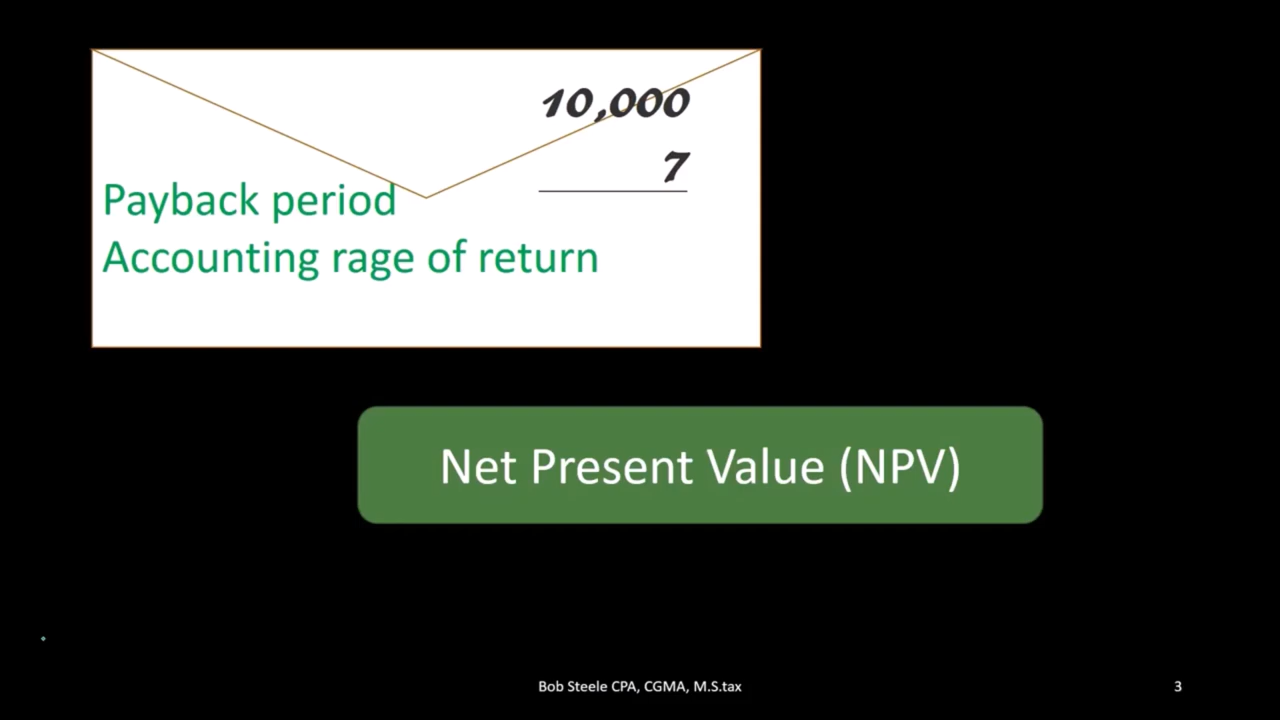 10,000
7
Payback period
Accounting rage of return
Net Present Value (NPV)
Bob Steele CPA, CGMA, M.S.tax
3